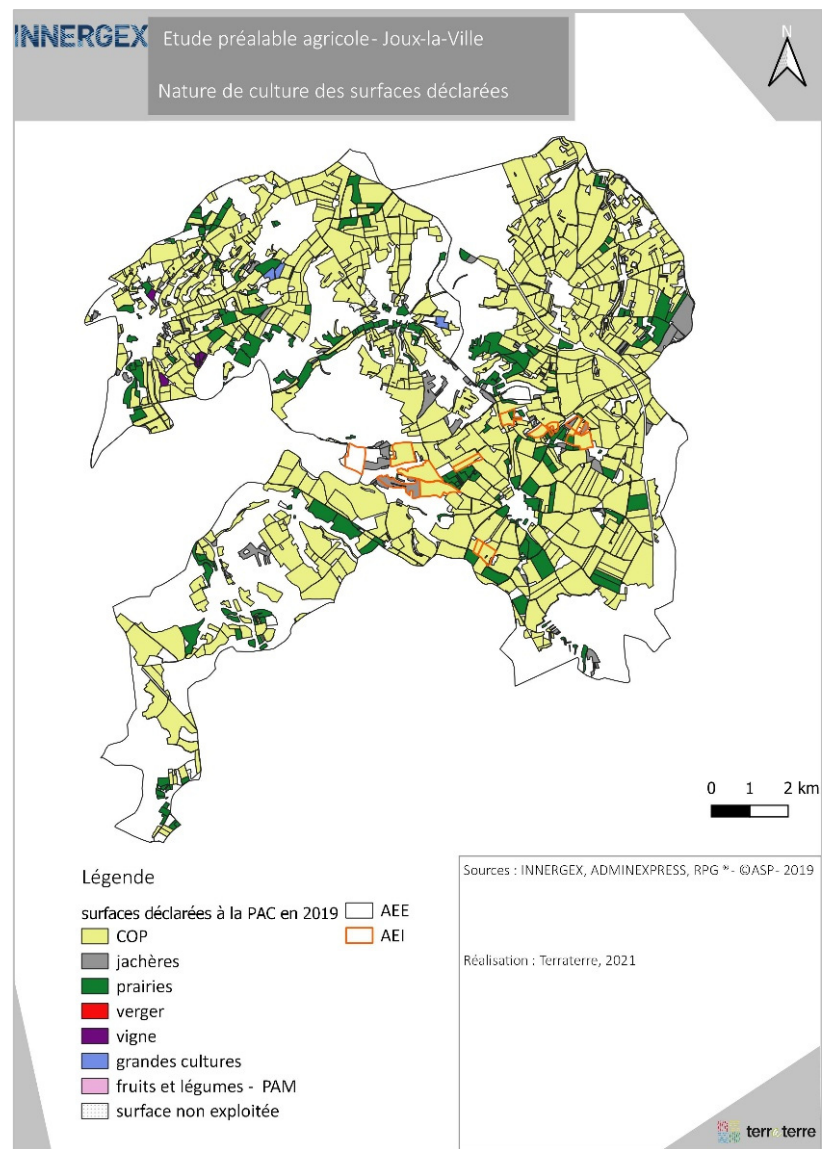 INNERGEX
Etude préalable agricole - Joux-la-Ville
Nature de culture des surfaces déclarées
N
0 1 2 km
Légende
surfaces déclarées à la PAC en 2019
COP
jachères
prairies
verger
vigne
grandes cultures
fruits et légumes - PAM
surface non exploitée
AEE
AEI
Sources : INNERGEX, ADMINEXPRESS, RPG ® - ©ASP- 2019
Réalisation : Terraterre, 2021
terraterre